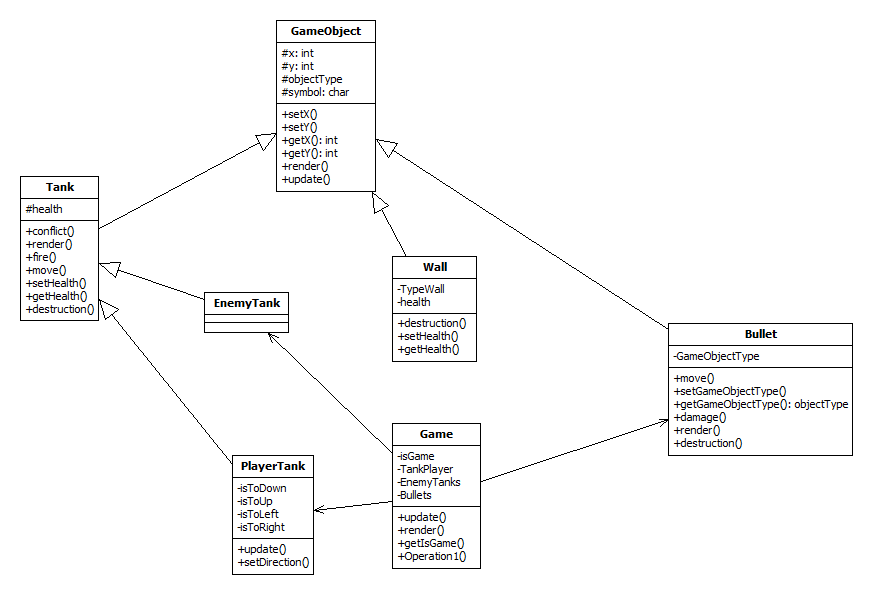 GameObject
#x: int
#y: int
#objectType
#symbol: char
+setX()
+setY()
+getX(): int
+getY(): int
+render()
+update()
Tank
#health
+conflict()
+render()
+fire()
+move()
+setHealth()
+getHealth()
+destruction()
EnemyTank
Wall
-TypeWall
-health
+destruction()
+setHealth()
+getHealth()
Bullet
-GameObjectType
+move()
+setGameObjectType()
+getGameObjectType(): objectType
+damage()
+render()
+destruction()
PlayerTank
-isToDown
-isToUp
-isToLeft
-isToRight
+update()
+setDirection()
Game
-isGame
-TankPlayer
-EnemyTanks
-Bullets
+update()
+render()
+getIsGame()
+Operation1()